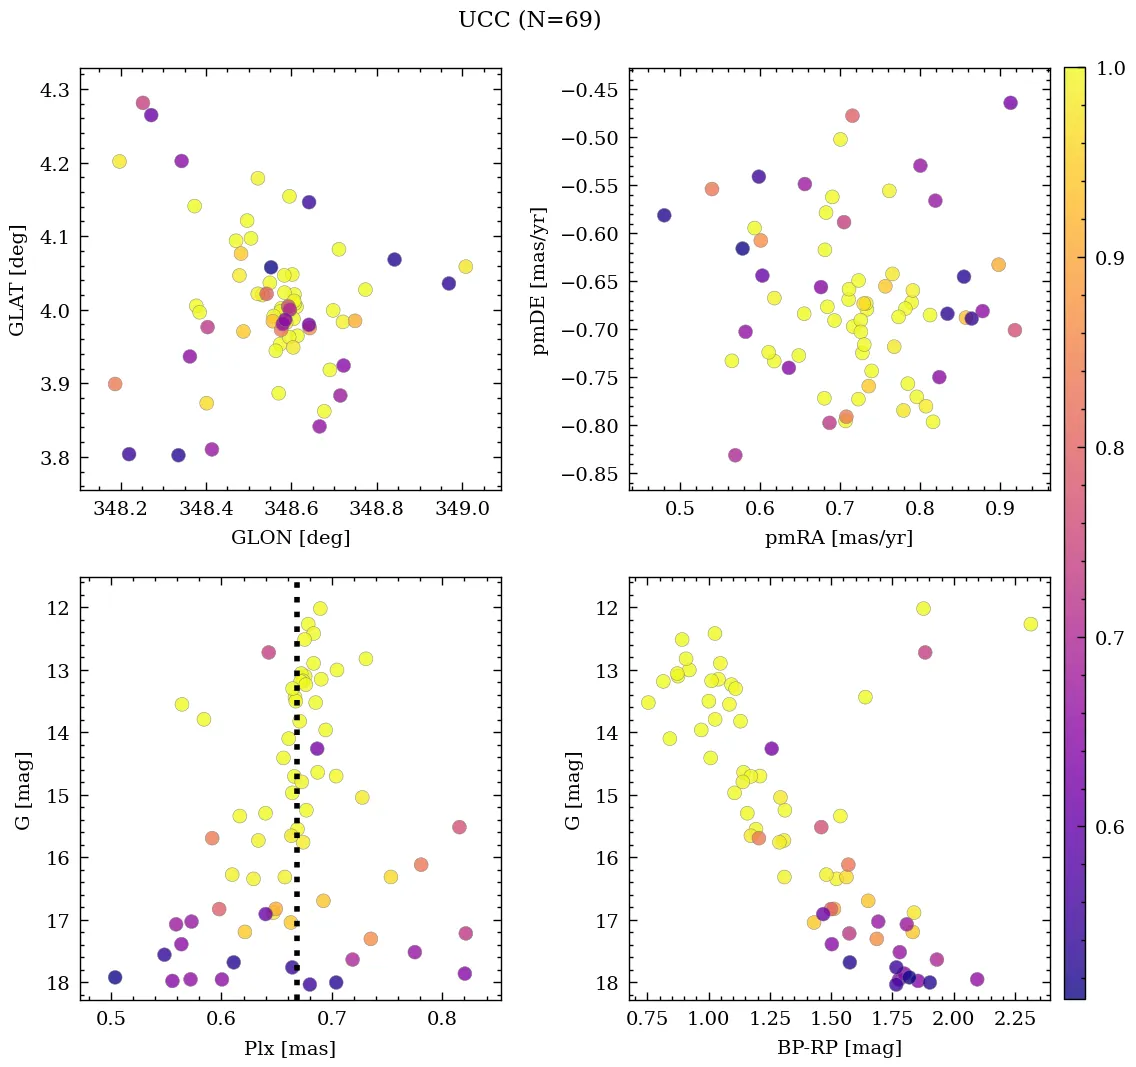 UCC (N=69)
4.3
4.2
4.1
4.0
3.9
3.8
GLAT [deg]
348.2 348.4 348.6 348.8 349.0
GLON [deg]
−0.45
−0.50
−0.55
−0.60
−0.65
−0.70
−0.75
−0.80
−0.85
pmDE [mas/yr]
0.5 0.6 0.7 0.8 0.9
pmRA [mas/yr]
1.0
0.9
0.8
0.7
0.6
12
13
14
15
16
17
18
G [mag]
0.5 0.6 0.7 0.8
Plx [mas]
12
13
14
15
16
17
18
G [mag]
0.75 1.00 1.25 1.50 1.75 2.00 2.25
BP-RP [mag]